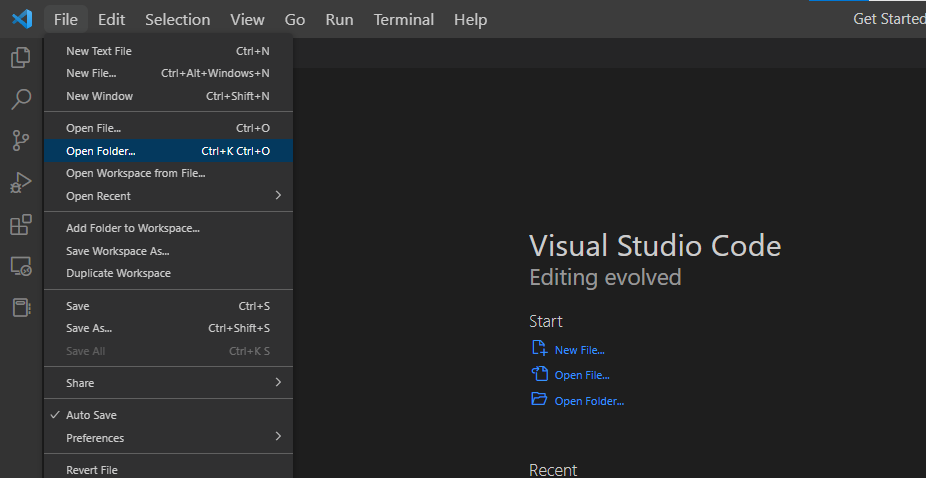 File Edit Selection View Go Run Terminal Help Get Started
New Text File Ctrl+N
New File... Ctrl+Alt+Windows+N
New Window Ctrl+Shift+N
Open File... Ctrl+O
Open Folder... Ctrl+K Ctrl+O
Open Workspace from File...
Open Recent
Add Folder to Workspace...
Save Workspace As...
Duplicate Workspace
Save Ctrl+S
Save As... Ctrl+Shift+S
Save All Ctrl+K S
Share
Auto Save
Preferences
Revert File
Visual Studio Code
Editing evolved
Start
New File...
Open File...
Open Folder...
Recent